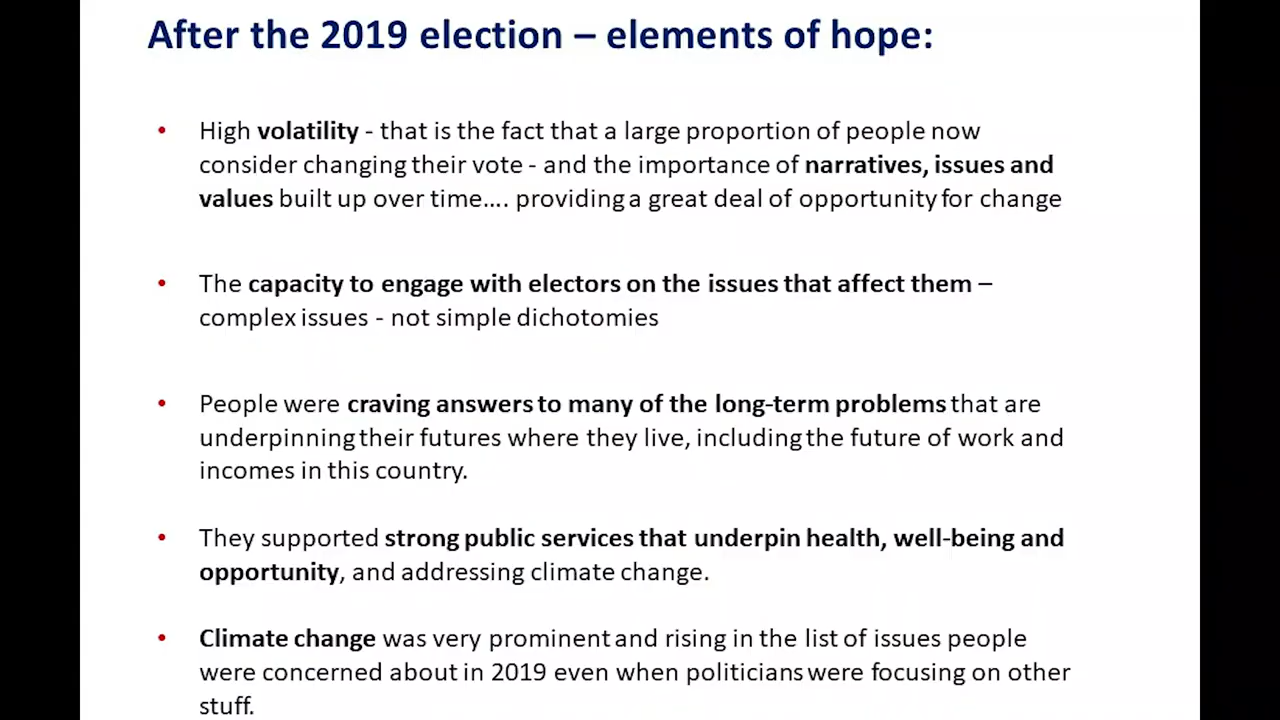 After the 2019 election – elements of hope:
• High volatility - that is the fact that a large proportion of people now
consider changing their vote - and the importance of narratives, issues and
values built up over time.... providing a great deal of opportunity for change
• The capacity to engage with electors on the issues that affect them –
complex issues - not simple dichotomies
• People were craving answers to many of the long-term problems that are
underpinning their futures where they live, including the future of work and
incomes in this country.
• They supported strong public services that underpin health, well-being and
opportunity, and addressing climate change.
• Climate change was very prominent and rising in the list of issues people
were concerned about in 2019 even when politicians were focusing on other
stuff.